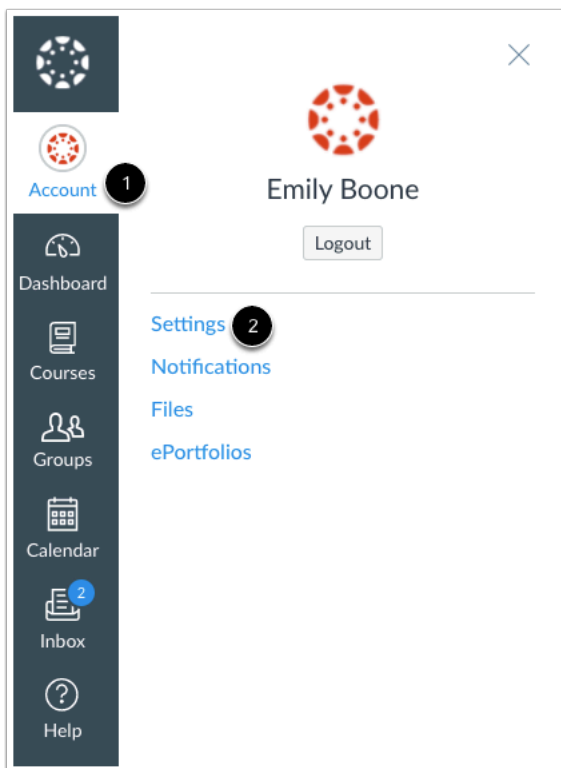 Account 1
Dashboard
Courses
Groups
Calendar
2
Inbox
?
Help
Emily Boone
Logout
Settings 2
Notifications
Files
ePortfolios